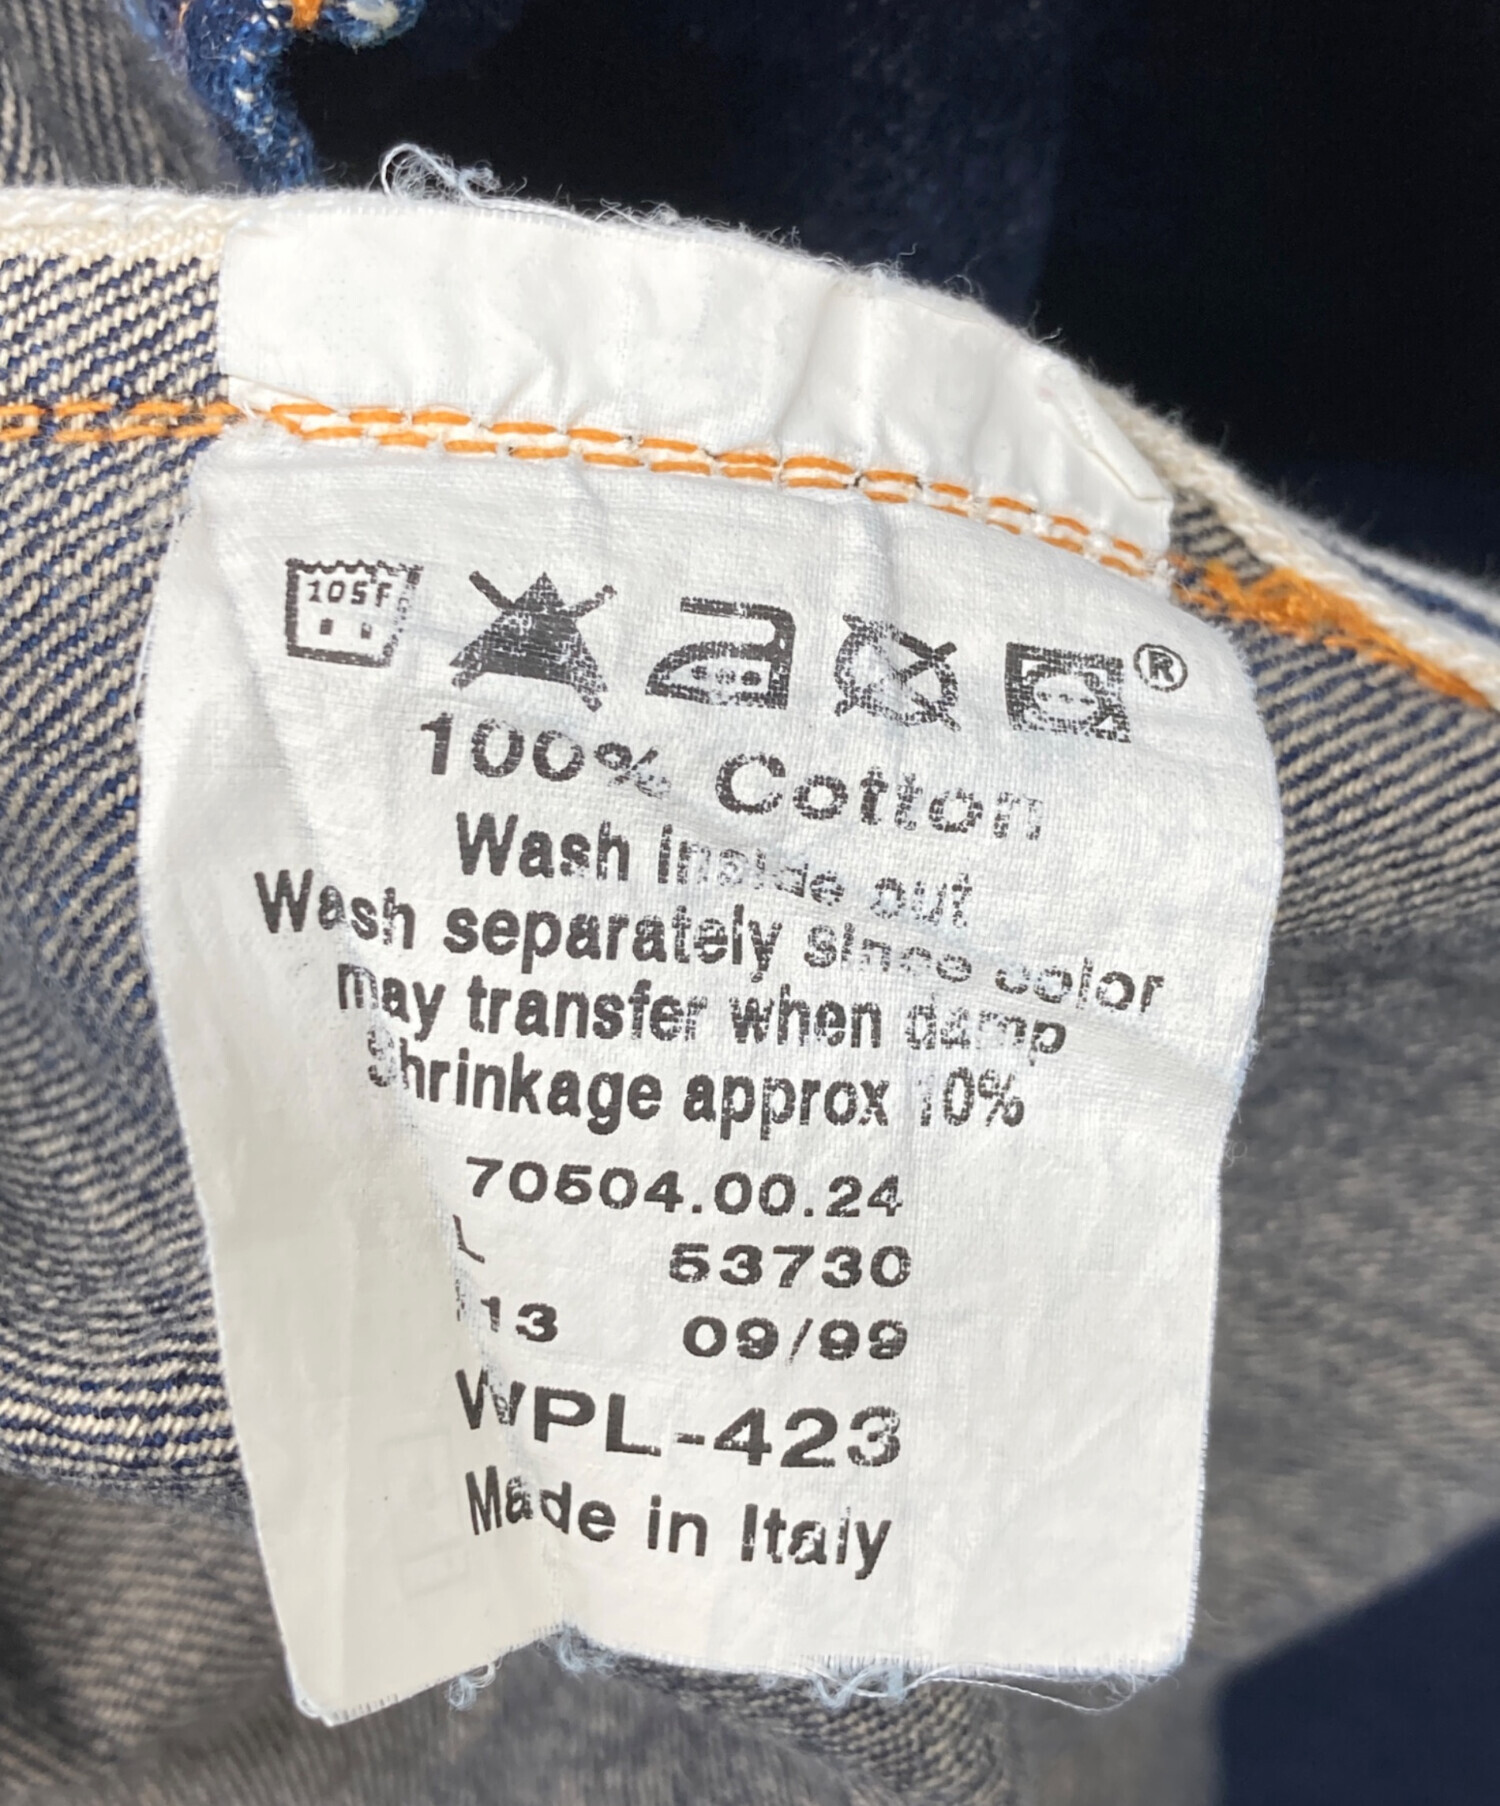 105F
®
100% Cotton
Wash inside out
Wash separately since color
may transfer when damp
Shrinkage approx 10%
70504.00.24
L 53730
13 09/99
WPL-423
Made in Italy